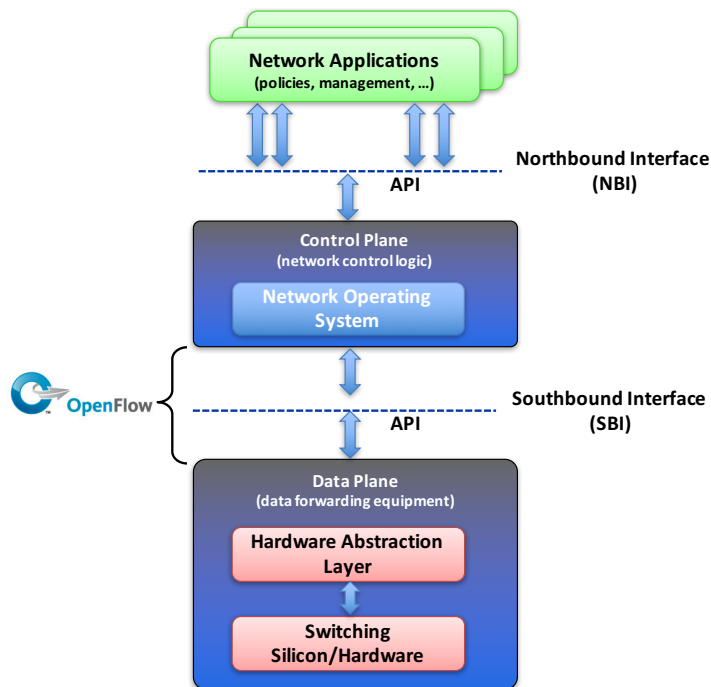 Network Applications
(policies, management, ...)
Northbound Interface
(NBI)
API
Control Plane
(network control logic)
Network Operating
System
OpenFlow
TM
Southbound Interface
(SBI)
API
Data Plane
(data forwarding equipment)
Hardware Abstraction
Layer
Switching
Silicon/Hardware